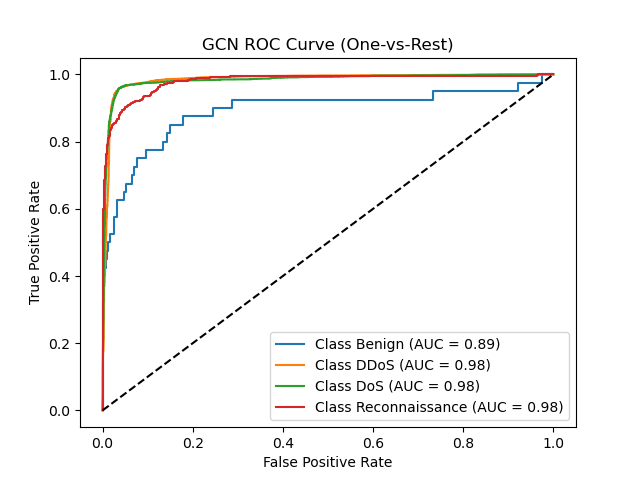 GCN ROC Curve (One-vs-Rest)
True Positive Rate
1.0
0.8
0.6
0.4
0.2
0.0
Class Benign (AUC = 0.89)
Class DDoS (AUC = 0.98)
Class DoS (AUC = 0.98)
Class Reconnaissance (AUC = 0.98)
0.0 0.2 0.4 0.6 0.8 1.0
False Positive Rate